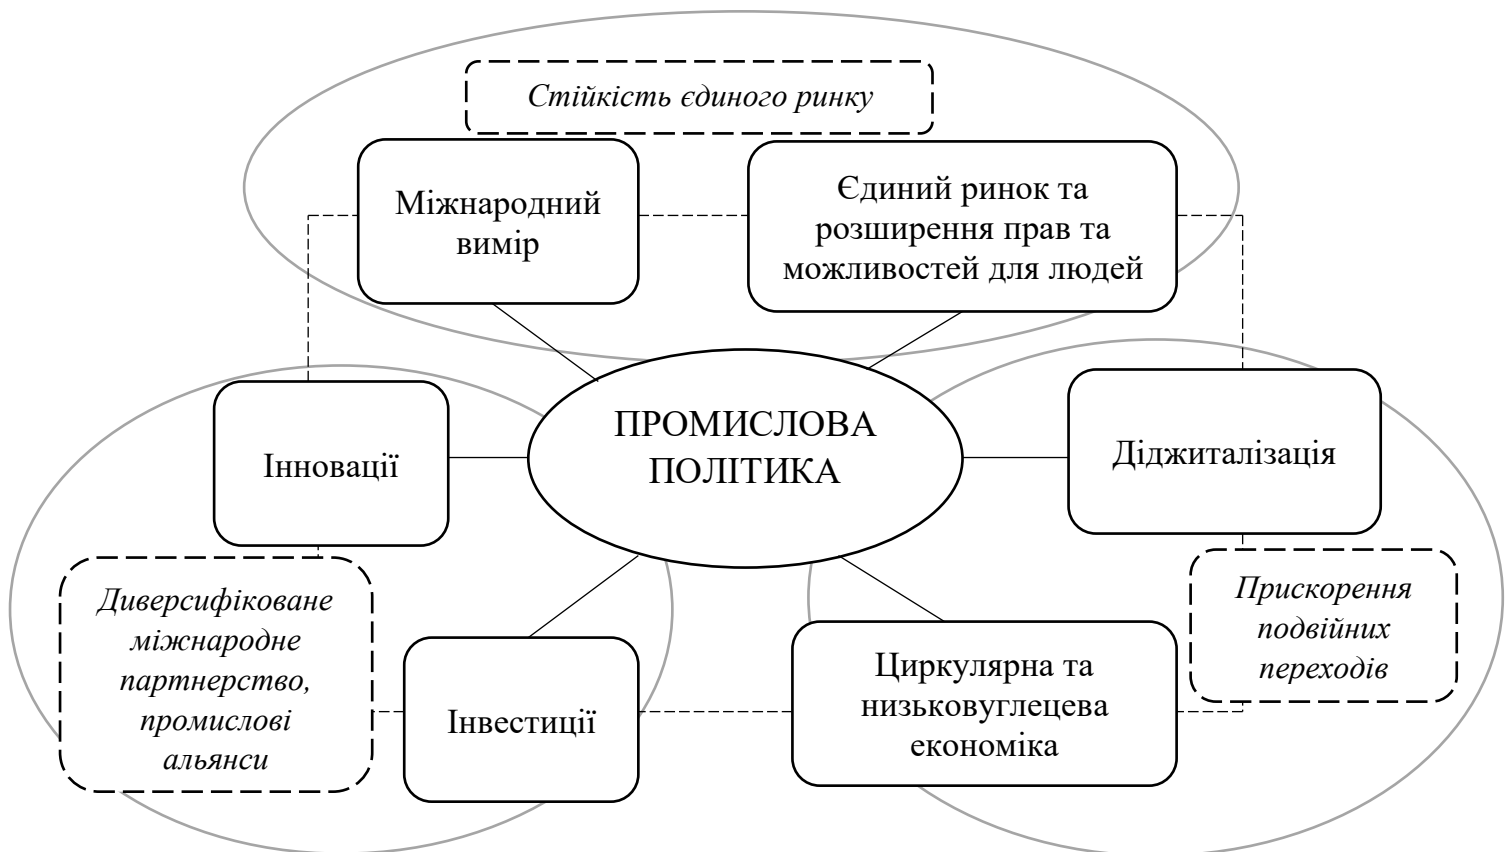 Стійкість єдиного ринку
Міжнародний
вимір
Єдиний ринок та
розширення прав та
можливостей для людей
ПРОМИСЛОВА
ПОЛІТИКА
Інновації
Діджиталізація
Диверсифіковане
міжнародне
партнерство,
промислові
альянси
Інвестиції
Циркулярна та
низьковуглецева
економіка
Прискорення
подвійних
переходів